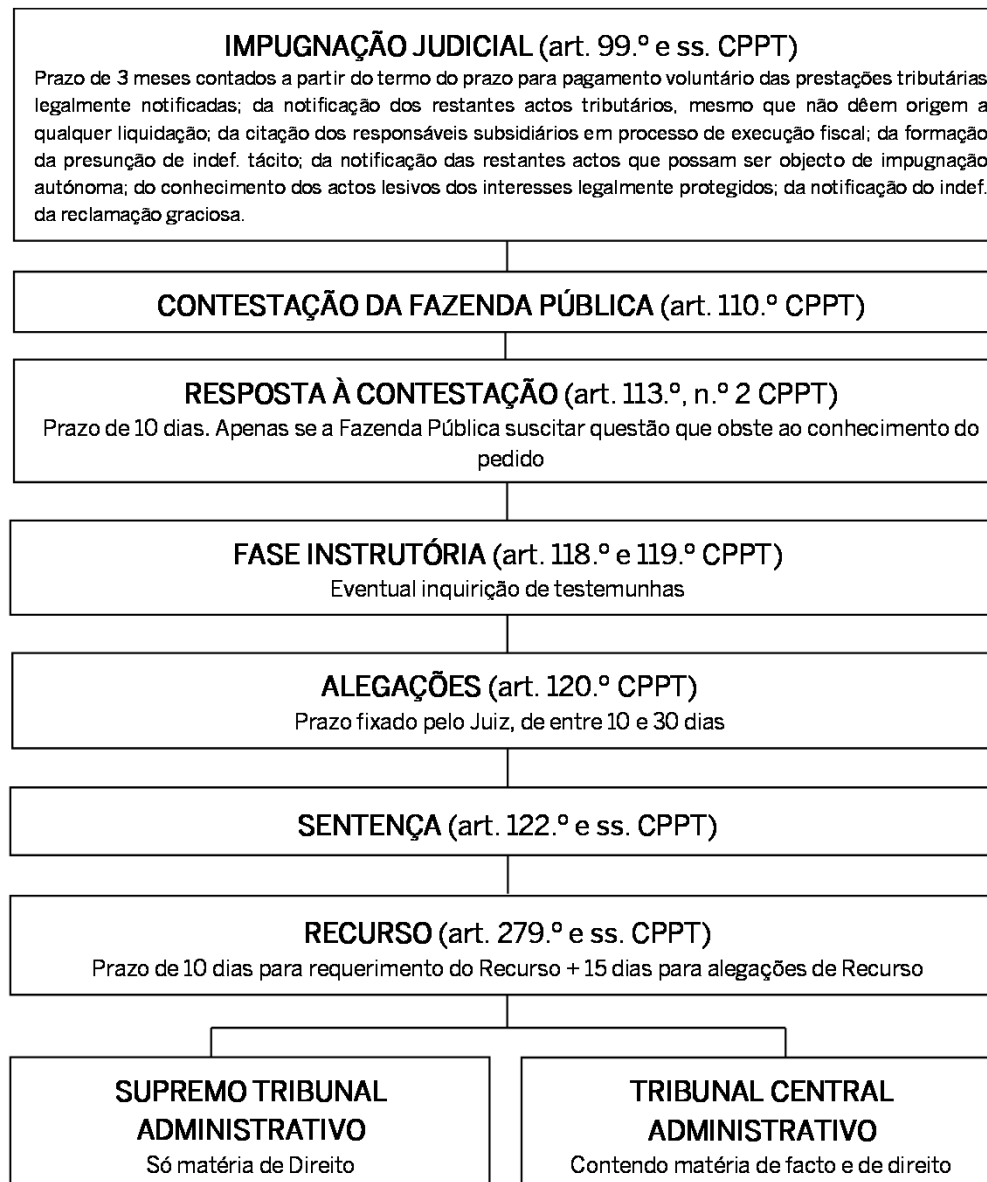 IMPUGNAÇÃO JUDICIAL (art. 99.º e ss. CPPT)
Prazo de 3 meses contados a partir do termo do prazo para pagamento voluntário das prestações tributárias
legalmente notificadas; da notificação dos restantes actos tributários, mesmo que não dêem origem a
qualquer liquidação; da citação dos responsáveis subsidiários em processo de execução fiscal; da formação
da presunção de indef. tácito; da notificação das restantes actos que possam ser objecto de impugnação
autónoma; do conhecimento dos actos lesivos dos interesses legalmente protegidos; da notificação do indef.
da reclamação graciosa.
CONTESTAÇÃO DA FAZENDA PÚBLICA (art. 110.º CPPT)
RESPOSTA À CONTESTAÇÃO (art. 113.º, n.º 2 CPPT)
Prazo de 10 dias. Apenas se a Fazenda Pública suscitar questão que obste ao conhecimento do
pedido
FASE INSTRUTÓRIA (art. 118.º e 119.º CPPT)
Eventual inquirição de testemunhas
ALEGAÇÕES (art. 120.º CPPT)
Prazo fixado pelo Juiz, de entre 10 e 30 dias
SENTENÇA (art. 122.º e ss. CPPT)
RECURSO (art. 279.º e ss. CPPT)
Prazo de 10 dias para requerimento do Recurso + 15 dias para alegações de Recurso
SUPREMO TRIBUNAL
ADMINISTRATIVO
Só matéria de Direito
TRIBUNAL CENTRAL
ADMINISTRATIVO
Contendo matéria de facto e de direito